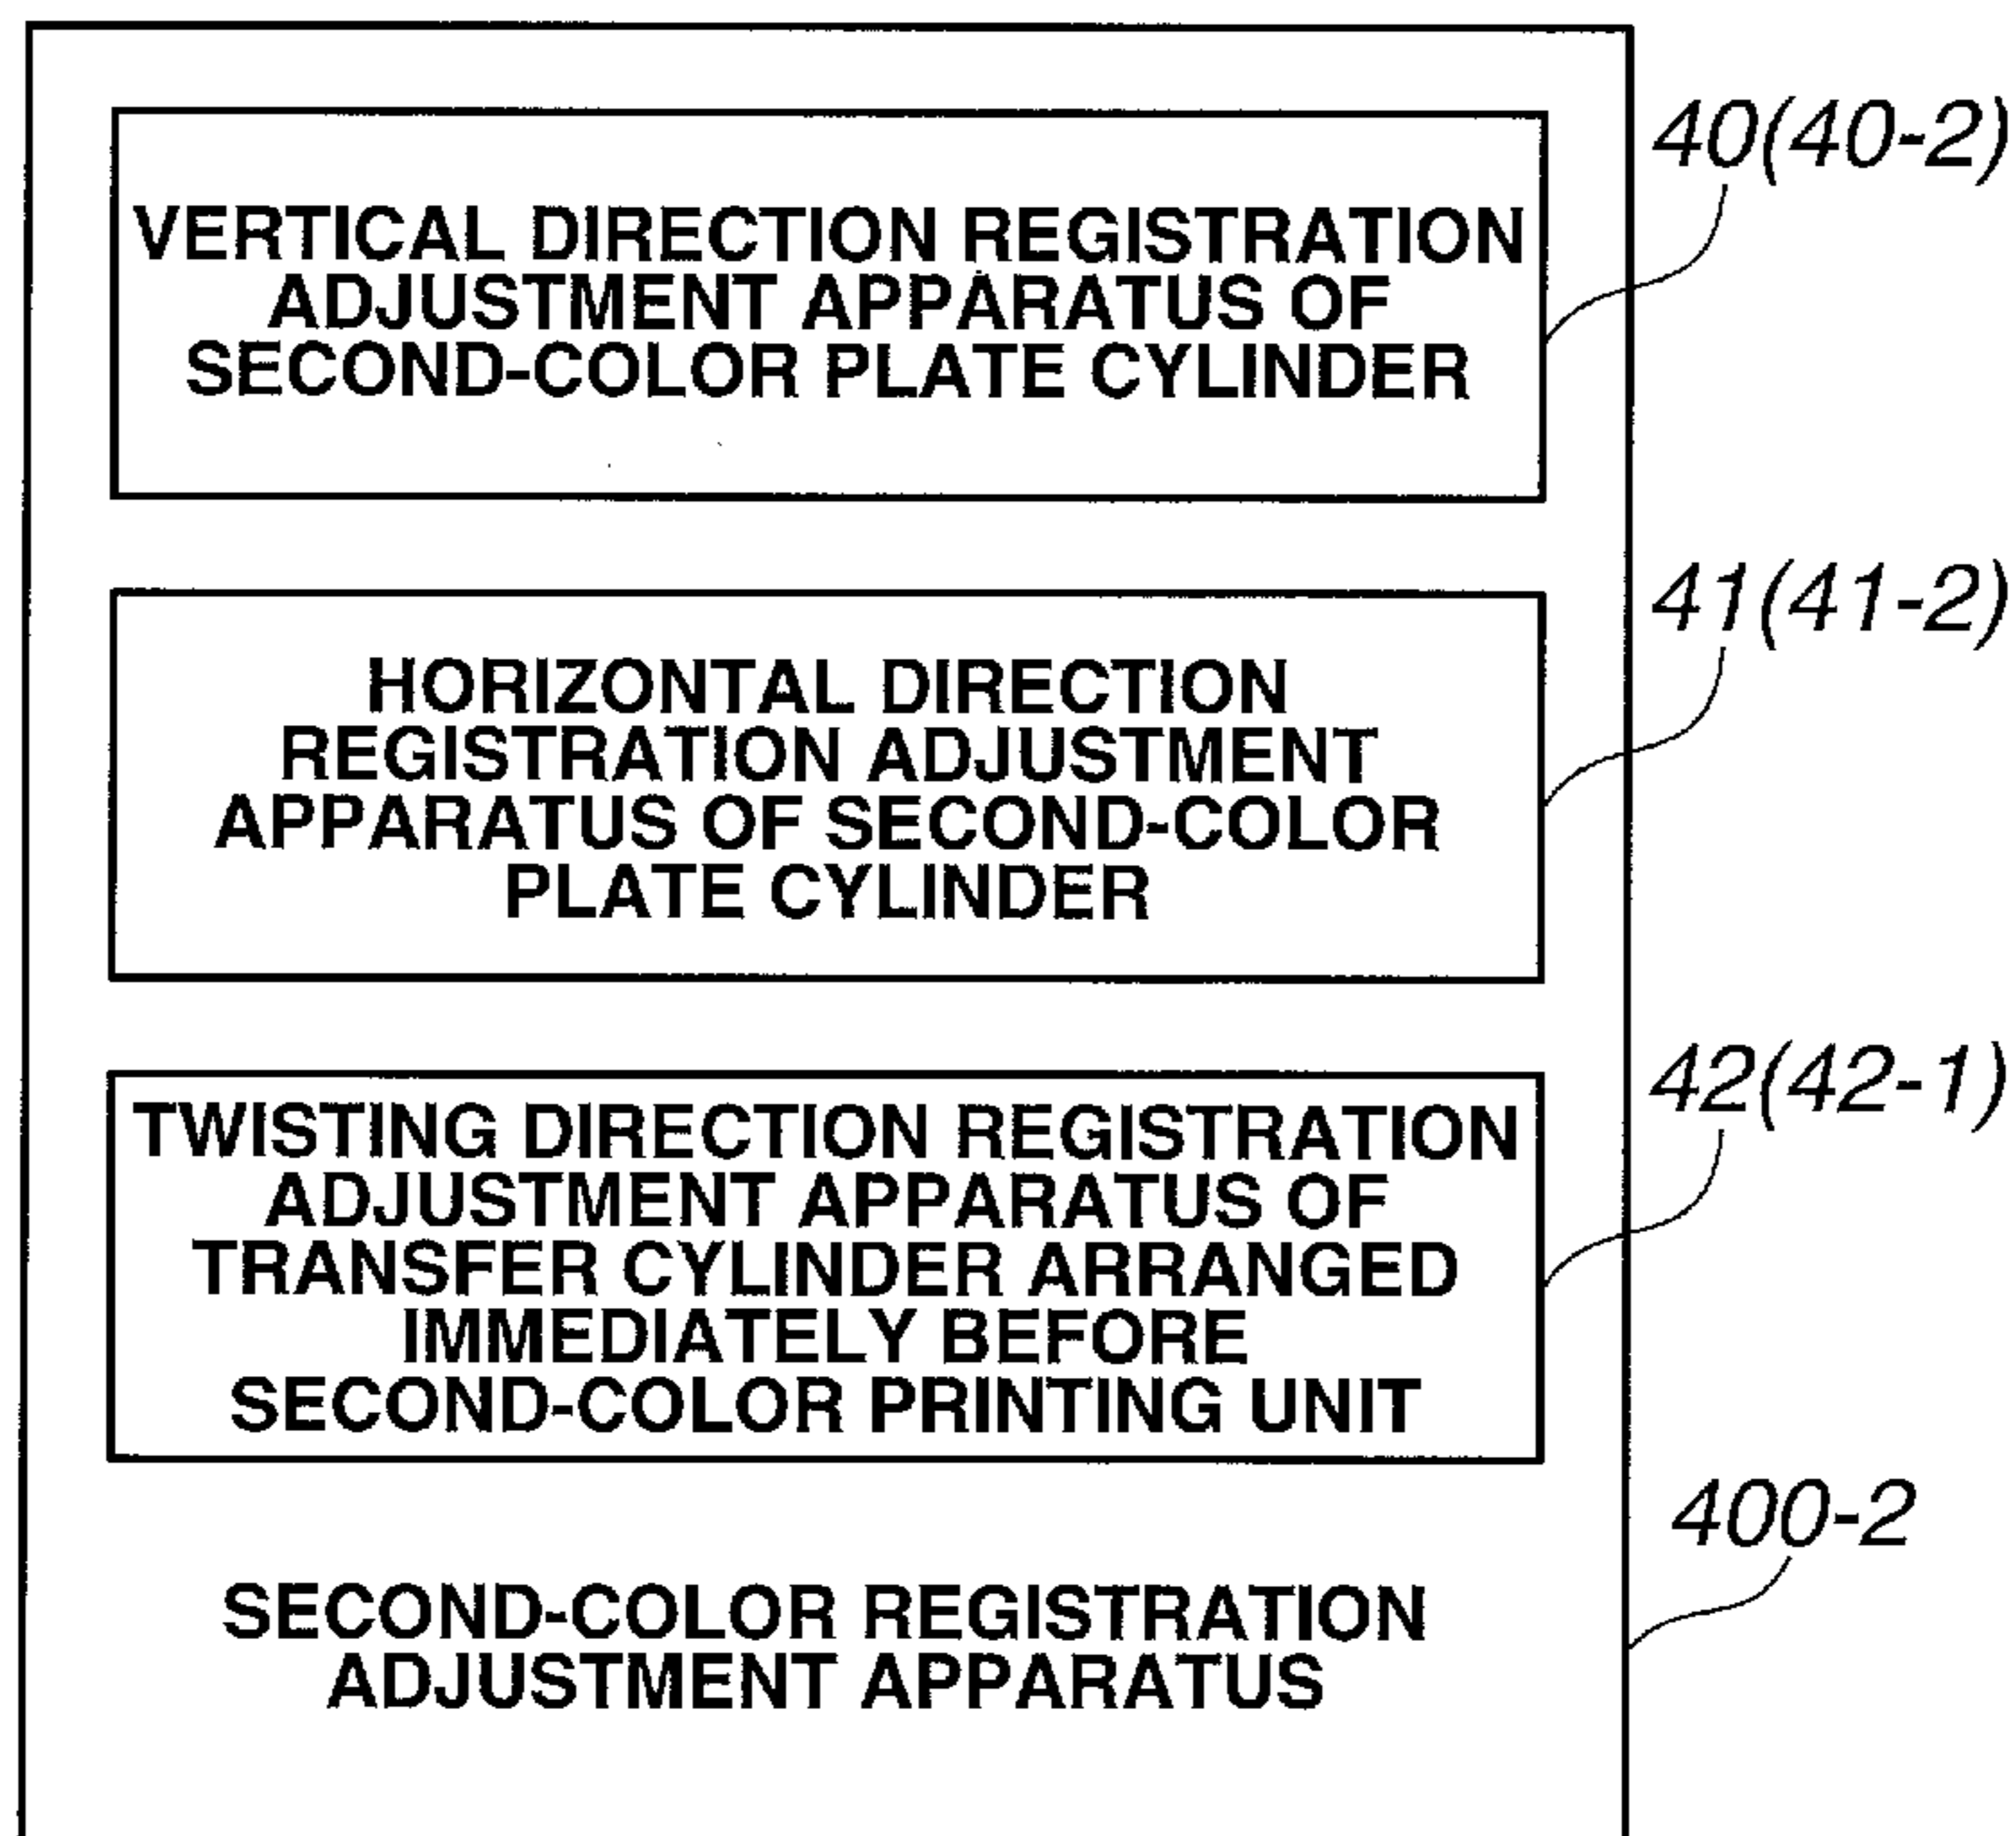 40(40-2)
VERTICAL DIRECTION REGISTRATION
ADJUSTMENT APPARATUS OF
SECOND-COLOR PLATE CYLINDER
41(41-2)
HORIZONTAL DIRECTION
REGISTRATION ADJUSTMENT
APPARATUS OF SECOND-COLOR
PLATE CYLINDER
42(42-1)
TWISTING DIRECTION REGISTRATION
ADJUSTMENT APPARATUS OF
TRANSFER CYLINDER ARRANGED
IMMEDIATELY BEFORE
SECOND-COLOR PRINTING UNIT
400-2
SECOND-COLOR REGISTRATION
ADJUSTMENT APPARATUS